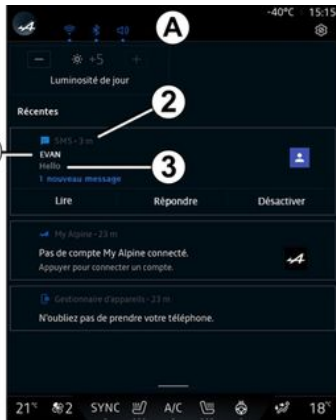 -40°C 15:15
A
+5
Luminosité de jour
Récentes
2
SMS - 3 m
EVAN
Hello
3
1 nouveau message
Lire Répondre Désactiver
My Alpine - 23 m
Pas de compte My Alpine connecté.
Appuyer pour connecter un compte.
Gestionnaire d'appareils - 23 m
N'oubliez pas de prendre votre téléphone.
21°C 2 SYNC A/C 18°